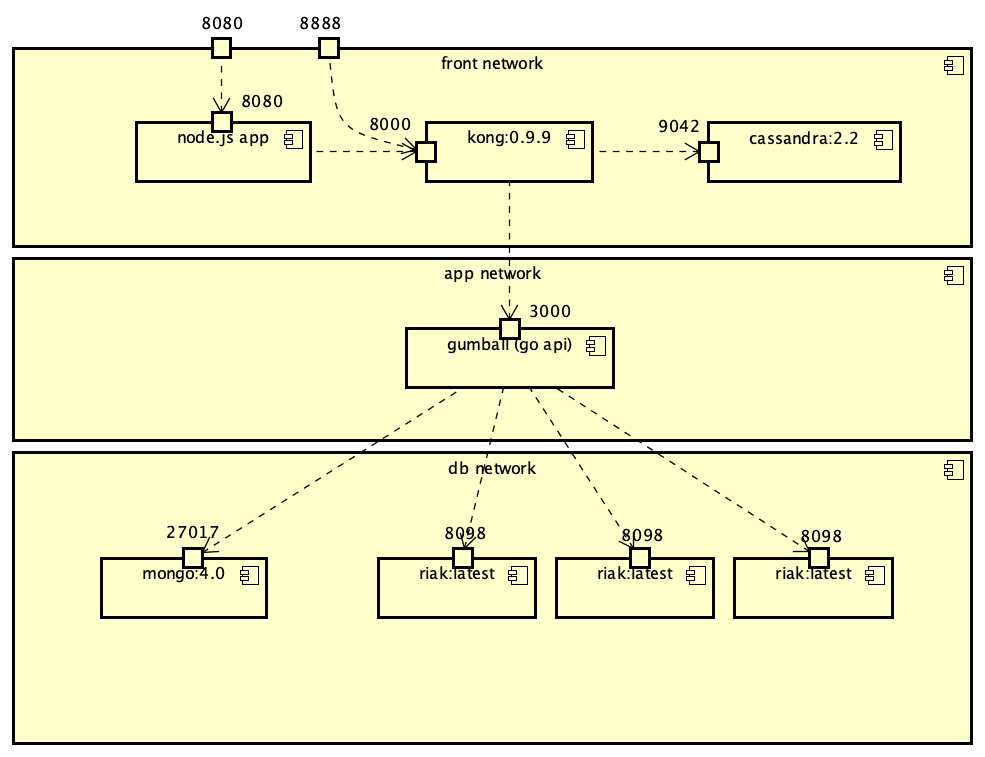 8080
8888
front network
8080
node.js app
8000
kong:0.9.9
9042
cassandra:2.2
app network
3000
gumball (go api)
db network
27017
mongo:4.0
8098
riak:latest
8098
riak:latest
8098
riak:latest